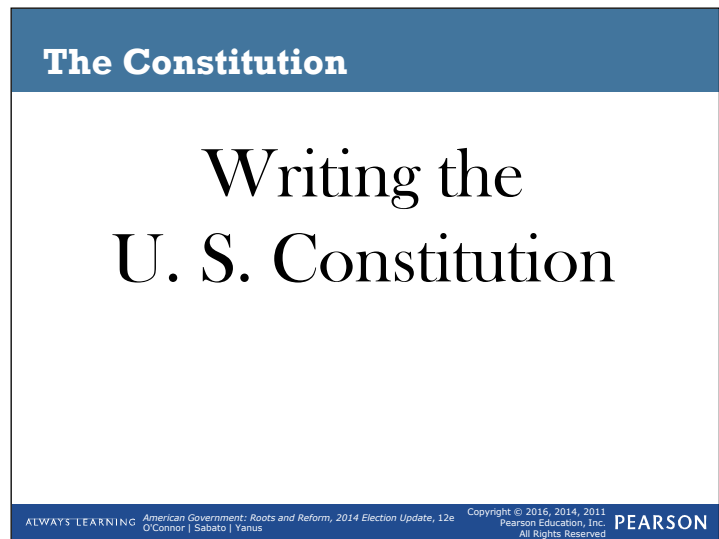 The Constitution
Writing the
U. S. Constitution
ALWAYS LEARNING
American Government: Roots and Reform, 2014 Election Update, 12e
O'Connor | Sabato | Yanus
Copyright © 2016, 2014, 2011
Pearson Education, Inc.
All Rights Reserved
PEARSON